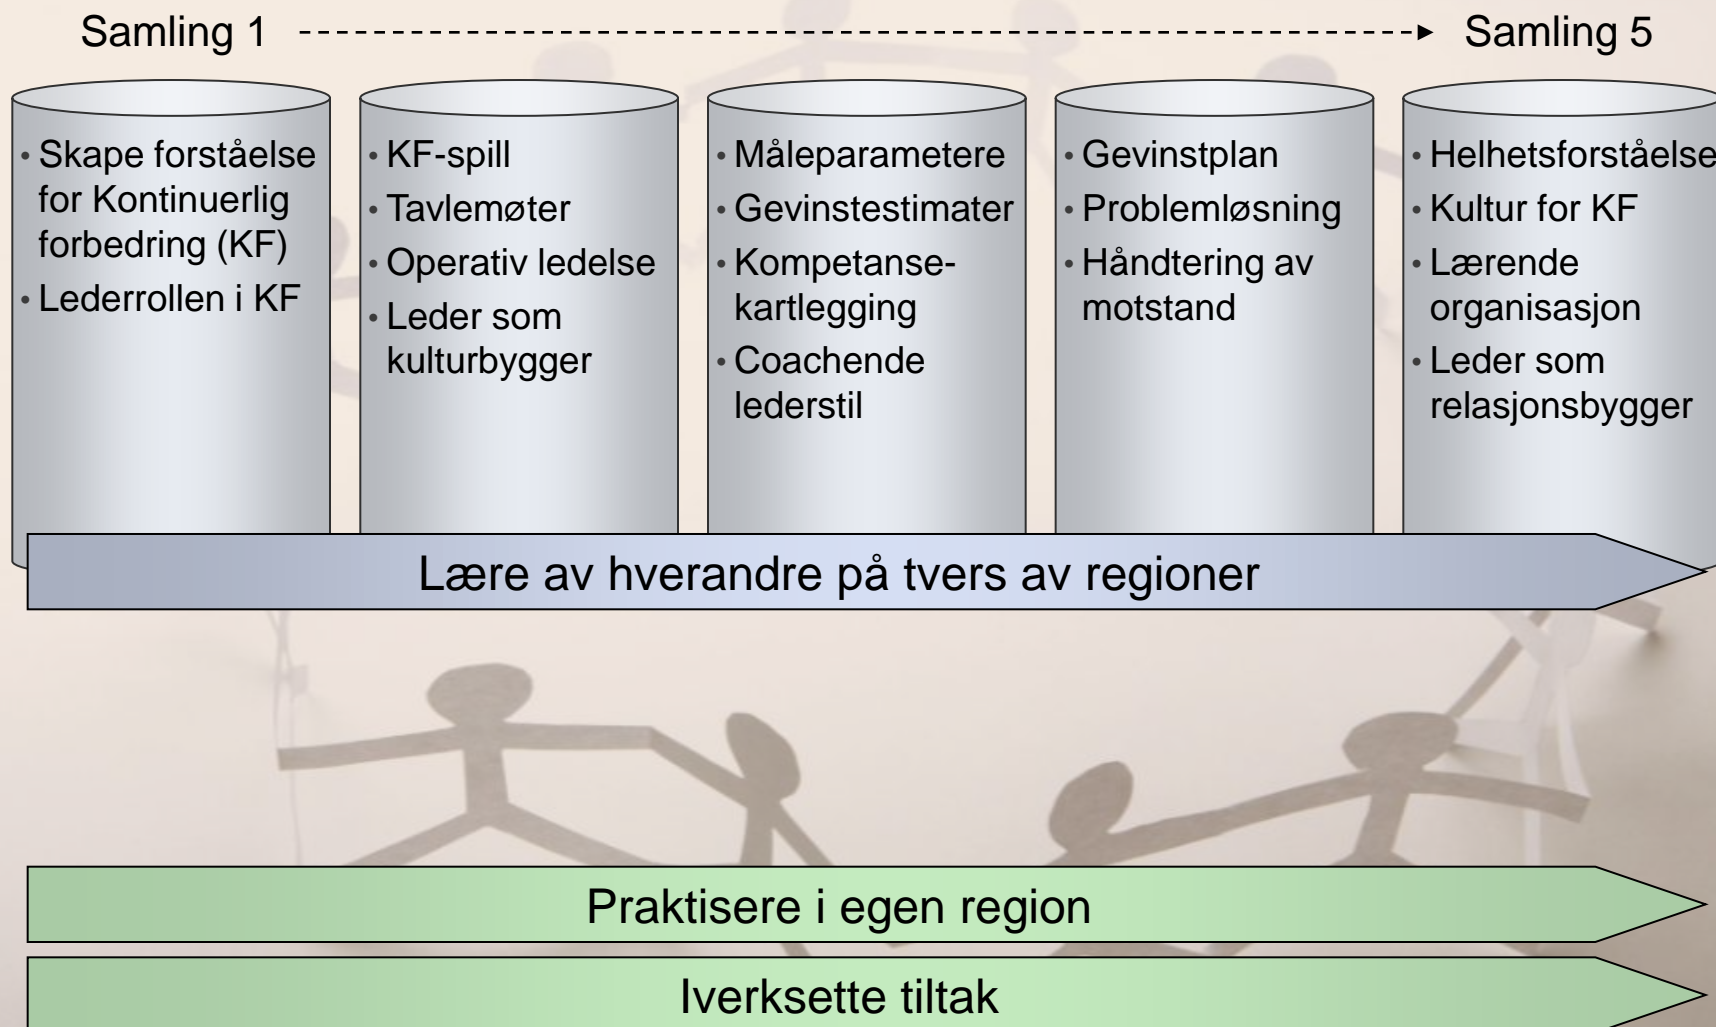 Samling 1
Samling 5
• Skape forståelse
for Kontinuerlig
forbedring (KF)
• Lederrollen i KF
• KF-spill
• Tavlemøter
• Operativ ledelse
• Leder som
kulturbygger
• Måleparametere
• Gevinstestimater
• Kompetanse-
kartlegging
• Coachende
lederstil
• Gevinstplan
• Problemløsning
• Håndtering av
motstand
• Helhetsforståelse
• Kultur for KF
• Lærende
organisasjon
• Leder som
relasjonsbygger
Lære av hverandre på tvers av regioner
Praktisere i egen region
Iverksette tiltak